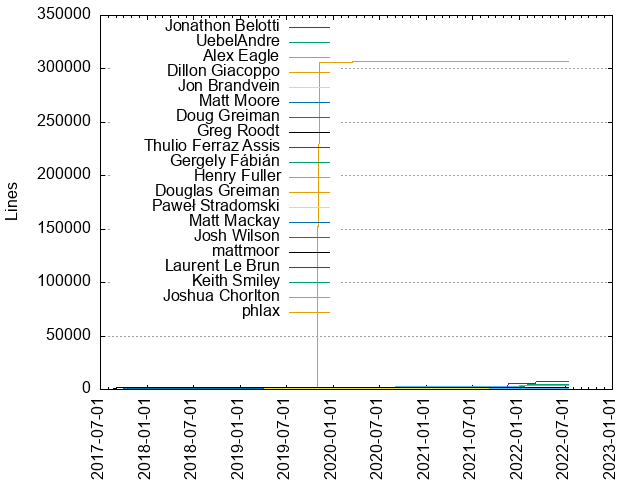 350000
300000
250000
200000
150000
100000
50000
0
Lines
Jonathon Belotti
UebelAndre
Alex Eagle
Dillon Giacoppo
Jon Brandvein
Matt Moore
Doug Greiman
Greg Roodt
Thulio Ferraz Assis
Gergely Fábián
Henry Fuller
Douglas Greiman
Paweł Stradomski
Matt Mackay
Josh Wilson
mattmoor
Laurent Le Brun
Keith Smiley
Joshua Chorlton
phlax
2017-07-01
2018-01-01
2018-07-01
2019-01-01
2019-07-01
2020-01-01
2020-07-01
2021-01-01
2021-07-01
2022-01-01
2022-07-01
2023-01-01